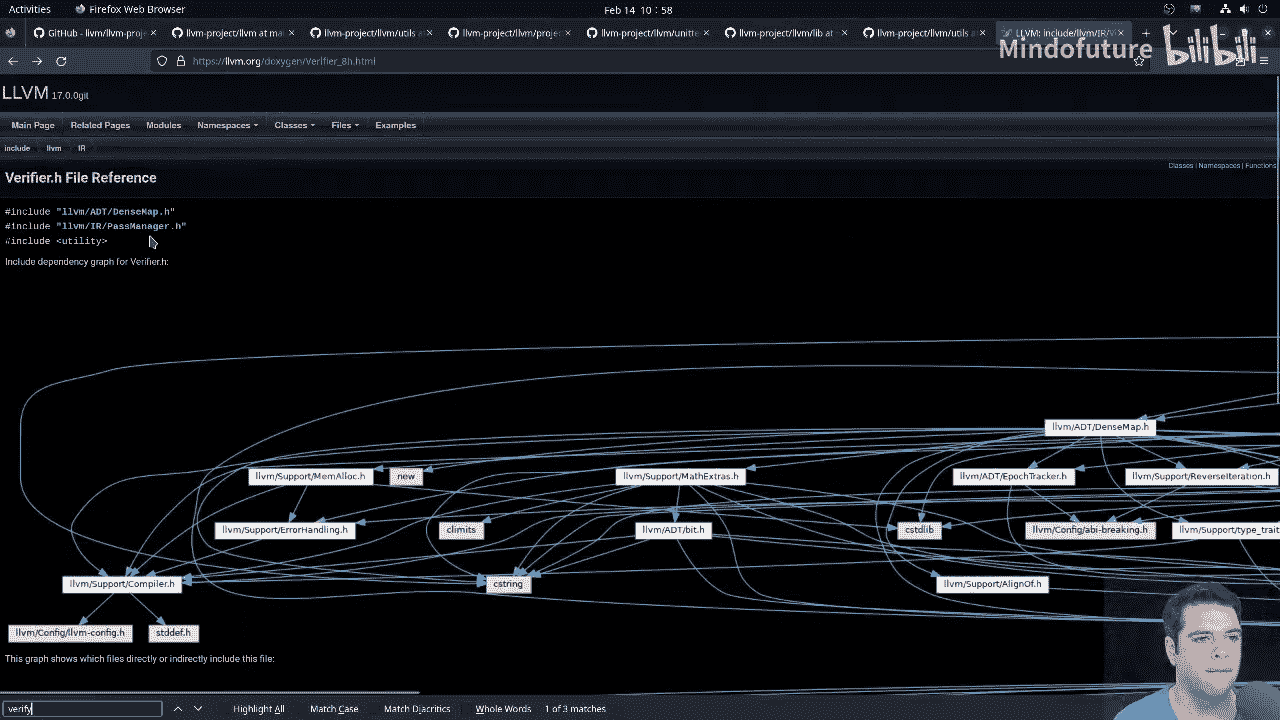 Activities Firefox Web Browser Feb 14 10:58
GitHub - llvm/llvm-proj× llvm-project/llvm at ma× llvm-project/utils a× llvm-project/llvm/proj× llvm-project/llvm/unitte× llvm-project/llvm/lib at× llvm-project/llvm/utils a× LLVM: include/llvm/IR/V×
Mindofuture bilibili
https://llvm.org/doxygen/Verifier_8h.html
LLVM 17.0.0git
Main Page Related Pages Modules Namespaces Classes Files Examples
include llvm IR
Classes | Namespaces | Functions
Verifier.h File Reference
#include "llvm/ADT/DenseMap.h"
#include "llvm/IR/PassManager.h"
#include <utility>
Include dependency graph for Verifier.h:
llvm/ADT/DenseMap.h
llvm/Support/MemAlloc.h new llvm/Support/MathExtras.h llvm/ADT/EpochTracker.h llvm/Support/ReverseIteration.h
llvm/Support/ErrorHandling.h climits llvm/ADT/bit.h cstdlib llvm/Config/abi-breaking.h llvm/Support/type_trait
llvm/Support/Compiler.h cstring llvm/Support/AlignOf.h
llvm/Config/llvm-config.h stddef.h
This graph shows which files directly or indirectly include this file:
verify Highlight All Match Case Match Diacritics Whole Words 1 of 3 matches